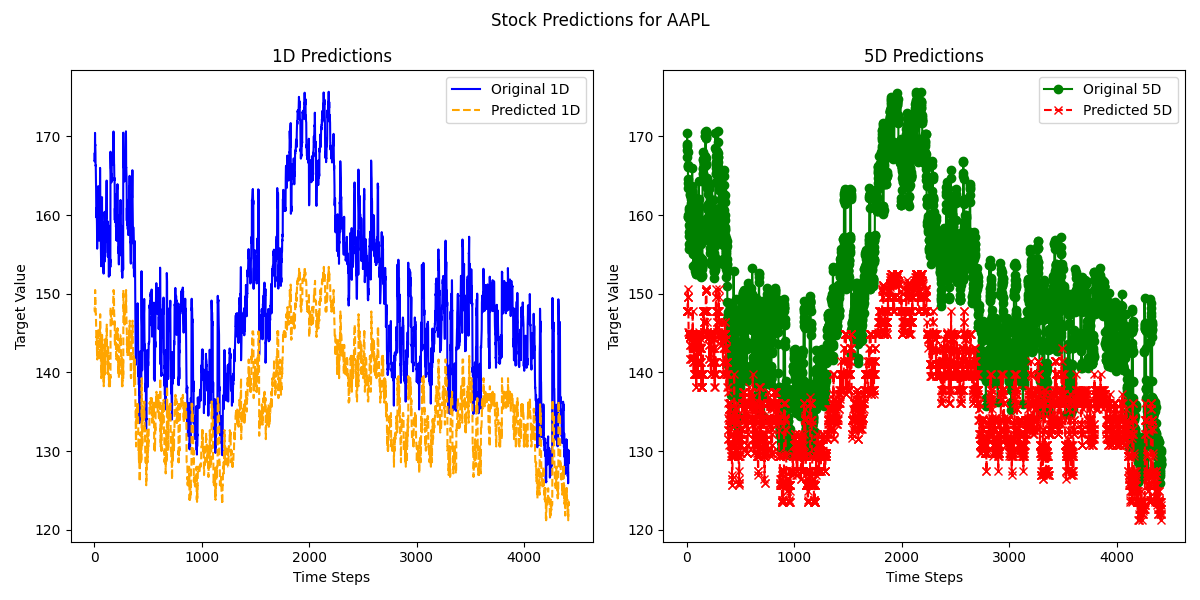 Stock Predictions for AAPL
1D Predictions
Target Value
170
160
150
140
130
120
0
1000
2000
3000
4000
Time Steps
Original 1D
Predicted 1D
5D Predictions
Target Value
170
160
150
140
130
120
0
1000
2000
3000
4000
Time Steps
Original 5D
Predicted 5D